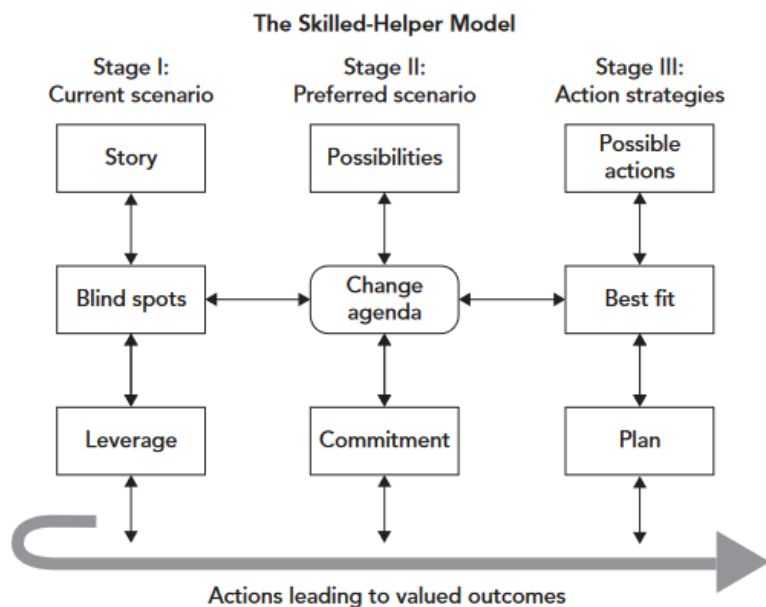 The Skilled-Helper Model
Stage I:
Current scenario
Stage II:
Preferred scenario
Stage III:
Action strategies
Story
Possibilities
Possible
actions
Blind spots
Change
agenda
Best fit
Leverage
Commitment
Plan
Actions leading to valued outcomes